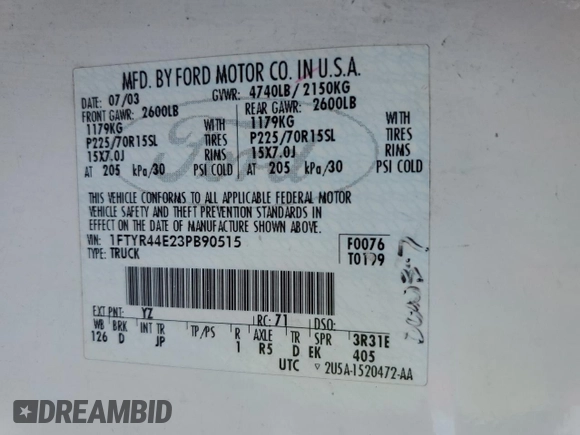 MFD. BY FORD MOTOR CO. IN U.S.A.
DATE: 07/03 GVWR: 4740LB/ 2150KG
FRONT GAWR: 2600LB REAR GAWR: 2600LB
1179KG WITH 1179KG WITH
P225/70R15SL TIRES P225/70R15SL TIRES
15X7.0J RIMS 15X7.0J RIMS
AT 205 kPa/30 PSI COLD AT 205 kPa/30 PSI COLD
THIS VEHICLE CONFORMS TO ALL APPLICABLE FEDERAL MOTOR
VEHICLE SAFETY AND THEFT PREVENTION STANDARDS IN
EFFECT ON THE DATE OF MANUFACTURE SHOWN ABOVE.
VIN: 1FTYR44E23PB90515 F0076
TYPE: TRUCK T0199
Ford
EXT PNT: YZ RC: 71 DSO:
WB BRK INT TR TP/PS R AXLE TR SPR 3R31E
126 D JP 1 R5 D EK 405
UTC 2U5A-1520472-AA
DREAMBID